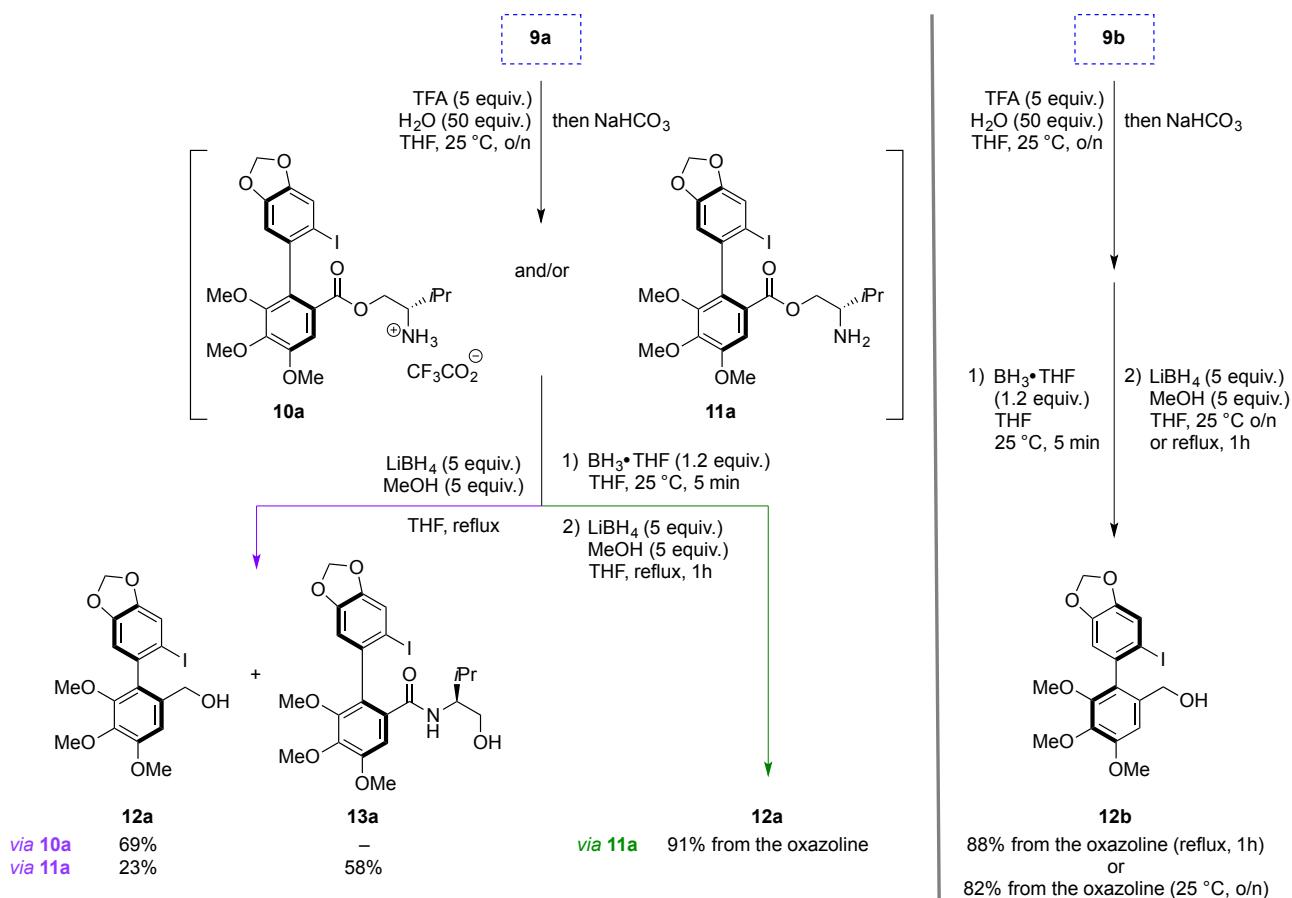 9a
TFA (5 equiv.)
H2O (50 equiv.)
THF, 25 °C, o/n
then NaHCO3
O
O
I
O
O
iPr
MeO
MeO
OMe
NH3
+
CF3CO2
−
10a
and/or
O
O
I
O
O
iPr
MeO
MeO
OMe
NH2
11a
LiBH4 (5 equiv.)
MeOH (5 equiv.)
THF, reflux
1) BH3•THF (1.2 equiv.)
THF, 25 °C, 5 min
2) LiBH4 (5 equiv.)
MeOH (5 equiv.)
THF, reflux, 1h
O
O
I
MeO
OH
MeO
OMe
12a
+
O
O
I
iPr
O
MeO
N
H
OH
MeO
OMe
13a
via 10a 69% –
via 11a 23% 58%
12a
via 11a 91% from the oxazoline
9b
TFA (5 equiv.)
H2O (50 equiv.)
THF, 25 °C, o/n
then NaHCO3
1) BH3•THF
(1.2 equiv.)
THF
25 °C, 5 min
2) LiBH4 (5 equiv.)
MeOH (5 equiv.)
THF, 25 °C o/n
or reflux, 1h
O
O
I
MeO
OH
MeO
OMe
12b
88% from the oxazoline (reflux, 1h)
or
82% from the oxazoline (25 °C, o/n)